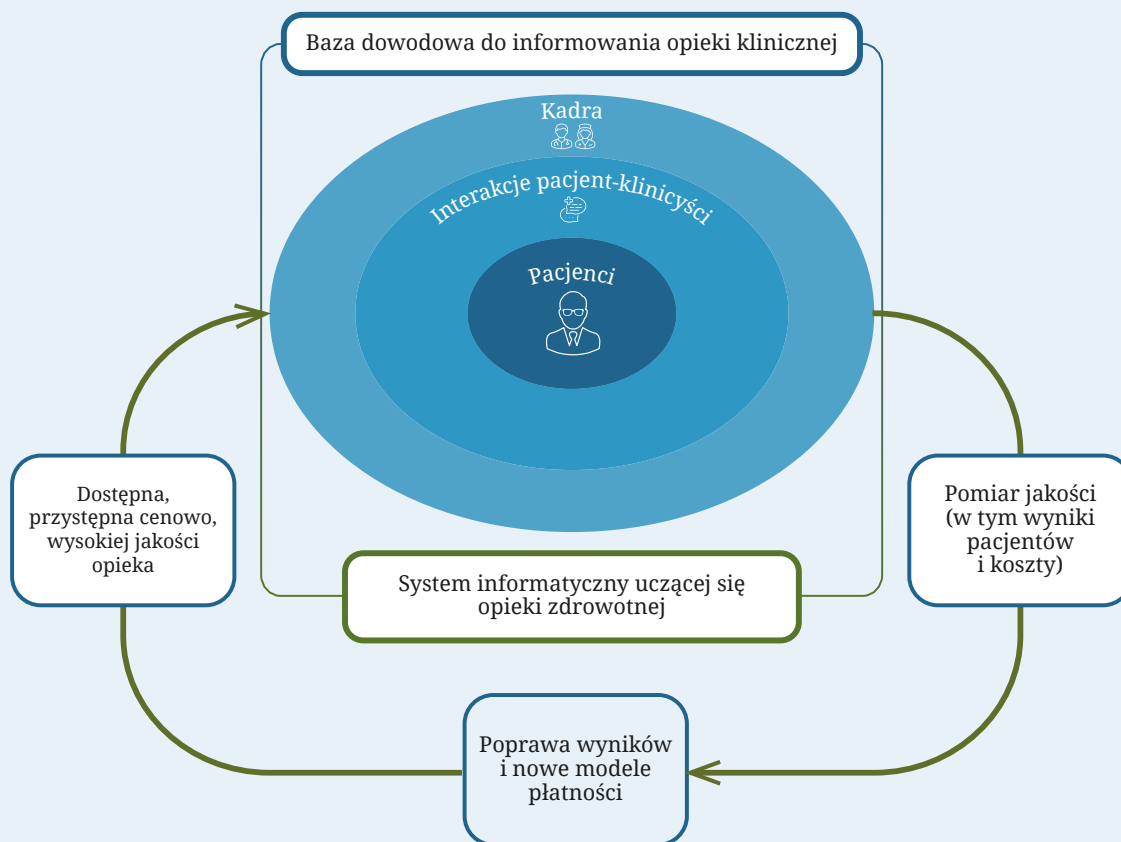 Baza dowodowa do informowania opieki klinicznej
Kadra
Interakcje pacjent-klinicyści
Pacjenci
Dostępna,
przystępna cenowo,
wysokiej jakości
opieka
Pomiar jakości
(w tym wyniki
pacjentów
i koszty)
System informatyczny uczącej się
opieki zdrowotnej
Poprawa wyników
i nowe modele
płatności